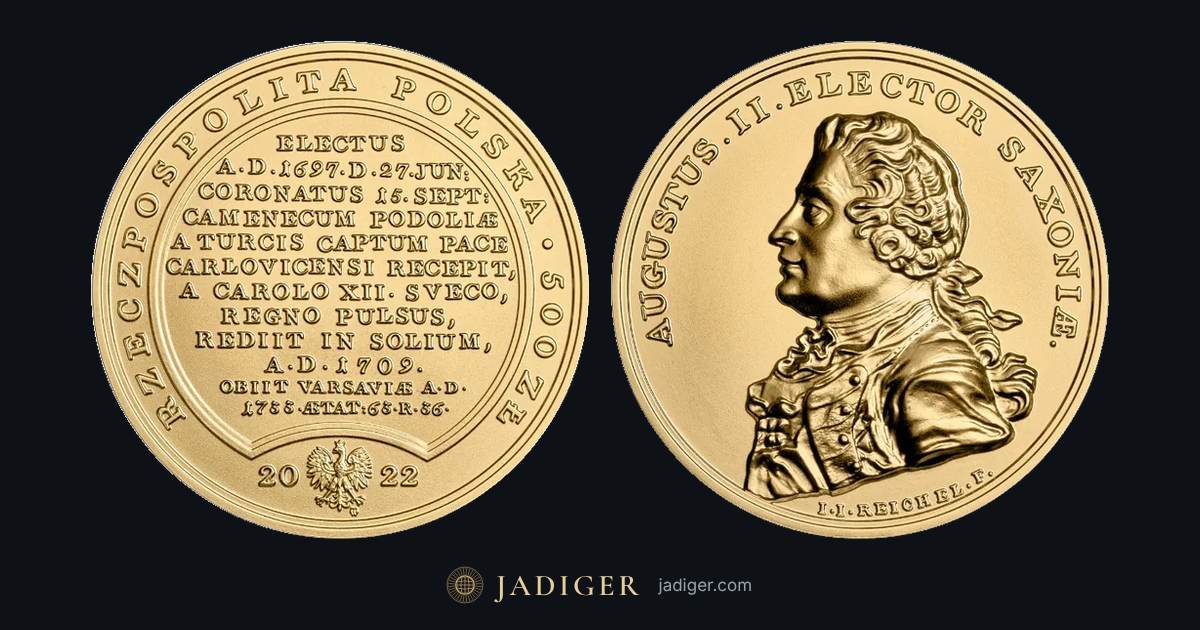 RZECZPOSPOLITA POLSKA · 500 ZŁ
ELECTUS
A.D.1697.D.27.JUN:
CORONATUS 15.SEPT:
CAMENECUM PODOLIÆ
A TURCIS CAPTUM PACE
CARLOVICENSI RECEPIT,
A CAROLO XII. SVECO,
REGNO PULSUS,
REDIIT IN SOLIUM,
A.D.1709.
OBIIT VARSAVIÆ A.D.
1733.ÆTAT:63.R:36.
20 22
AUGUSTUS.II.ELECTOR SAXONIÆ.
I.I.REICHEL.F.
JADIGER jadiger.com